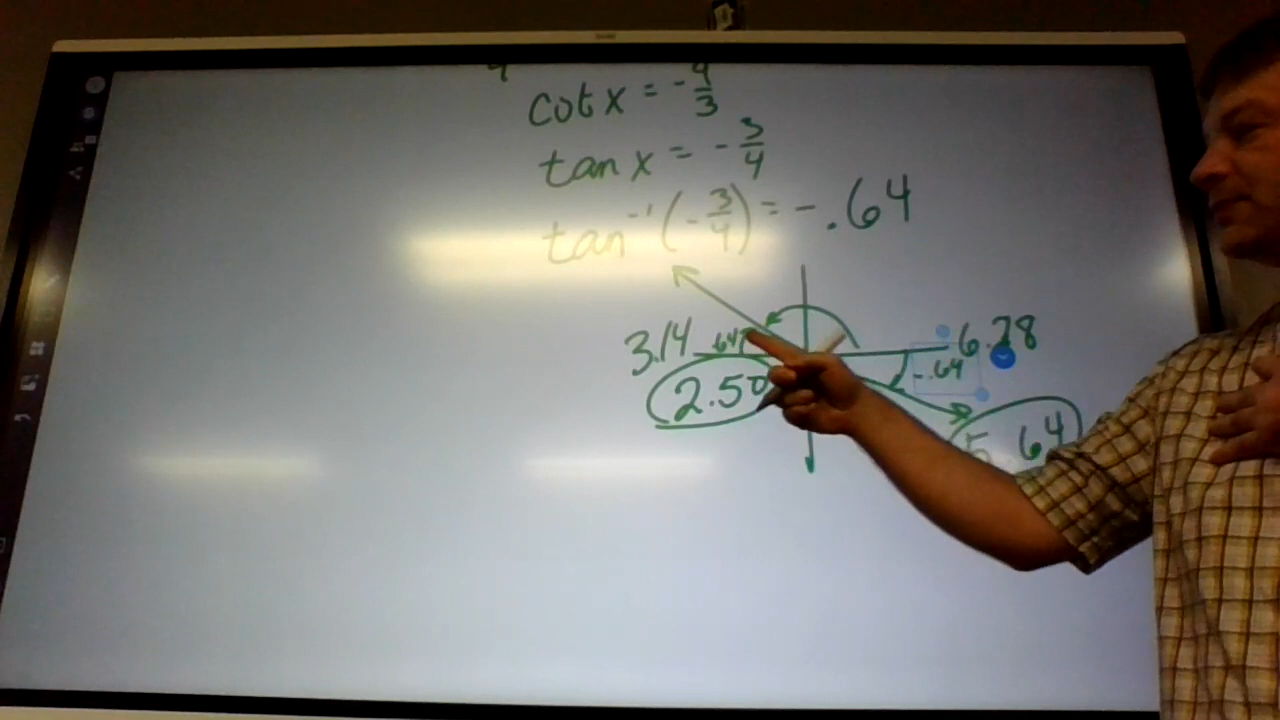 cot x = - 4/3
tan x = - 3/4
tan⁻¹(- 3/4) = - .64
3.14 .64 6.28
-.64
2.50
5.64